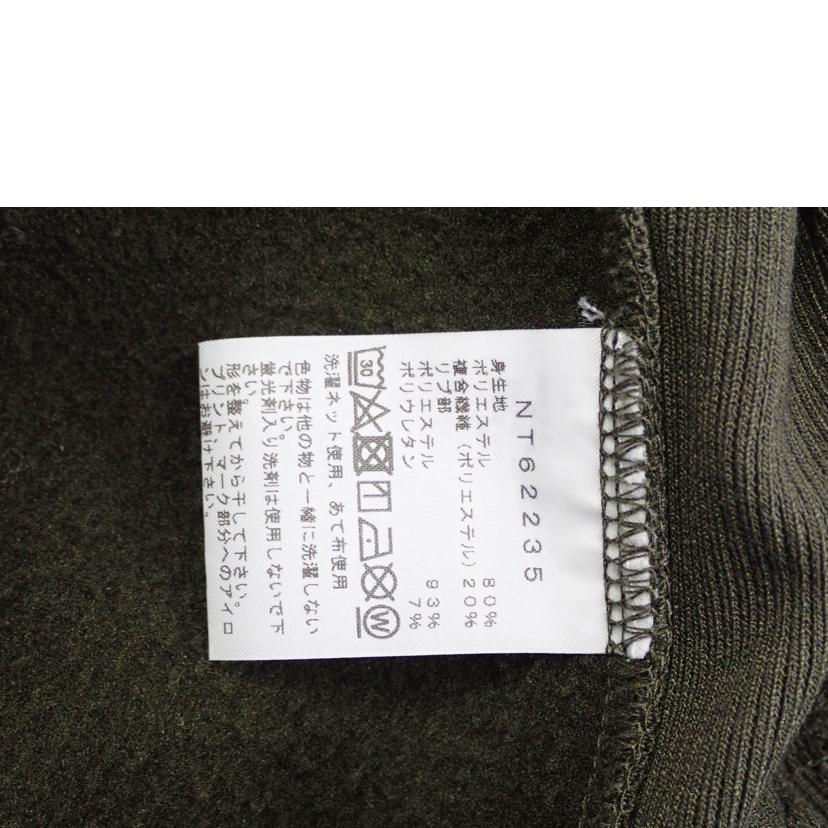 NT62235
身生地
ポリエステル 80%
複合繊維（ポリエステル）20%
リブ部
ポリエステル 93%
ポリウレタン 7%
30
W
洗濯ネット使用、あて布使用
色物は他の物と一緒に洗濯しない
で下さい。
蛍光剤入り洗剤は使用しないで下
さい。
形を整えてから干して下さい。
プリント、マーク部分へのアイロ
ンはお避け下さい。